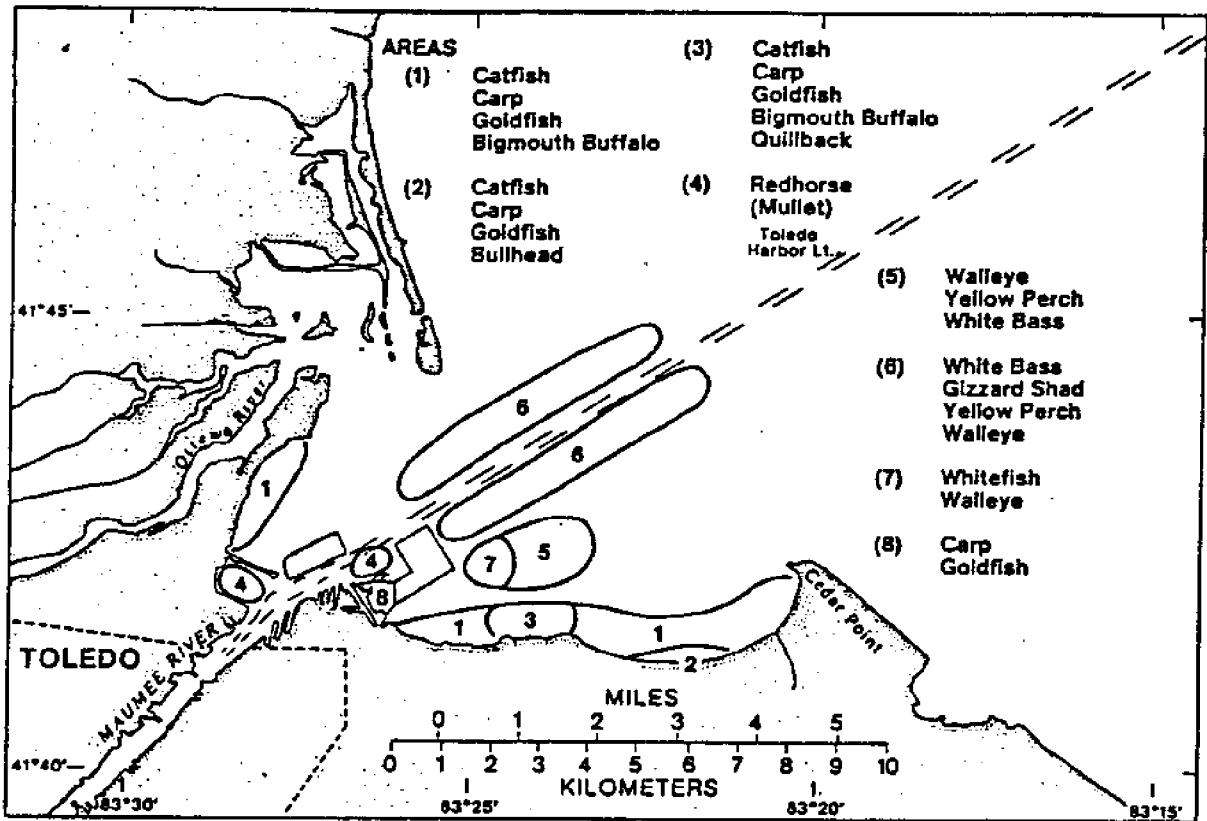 AREAS
(1) Catfish
Carp
Goldfish
Bigmouth Buffalo
(2) Catfish
Carp
Goldfish
Bullhead
(3) Catfish
Carp
Goldfish
Bigmouth Buffalo
Quillback
(4) Redhorse
(Mullet)
Toledo
Harbor Lt.
(5) Walleye
Yellow Perch
White Bass
(6) White Bass
Gizzard Shad
Yellow Perch
Walleye
(7) Whitefish
Walleye
(8) Carp
Goldfish
41°45'
Ottawa River
6
6
1
4
4
7
5
8
1
3
1
2
Cedar Point
TOLEDO
MAUMEE RIVER
MILES
0 1 2 3 4 5
0 1 2 3 4 5 6 7 8 9 10
KILOMETERS
41°40'
83°30'
83°25'
83°20'
83°15'